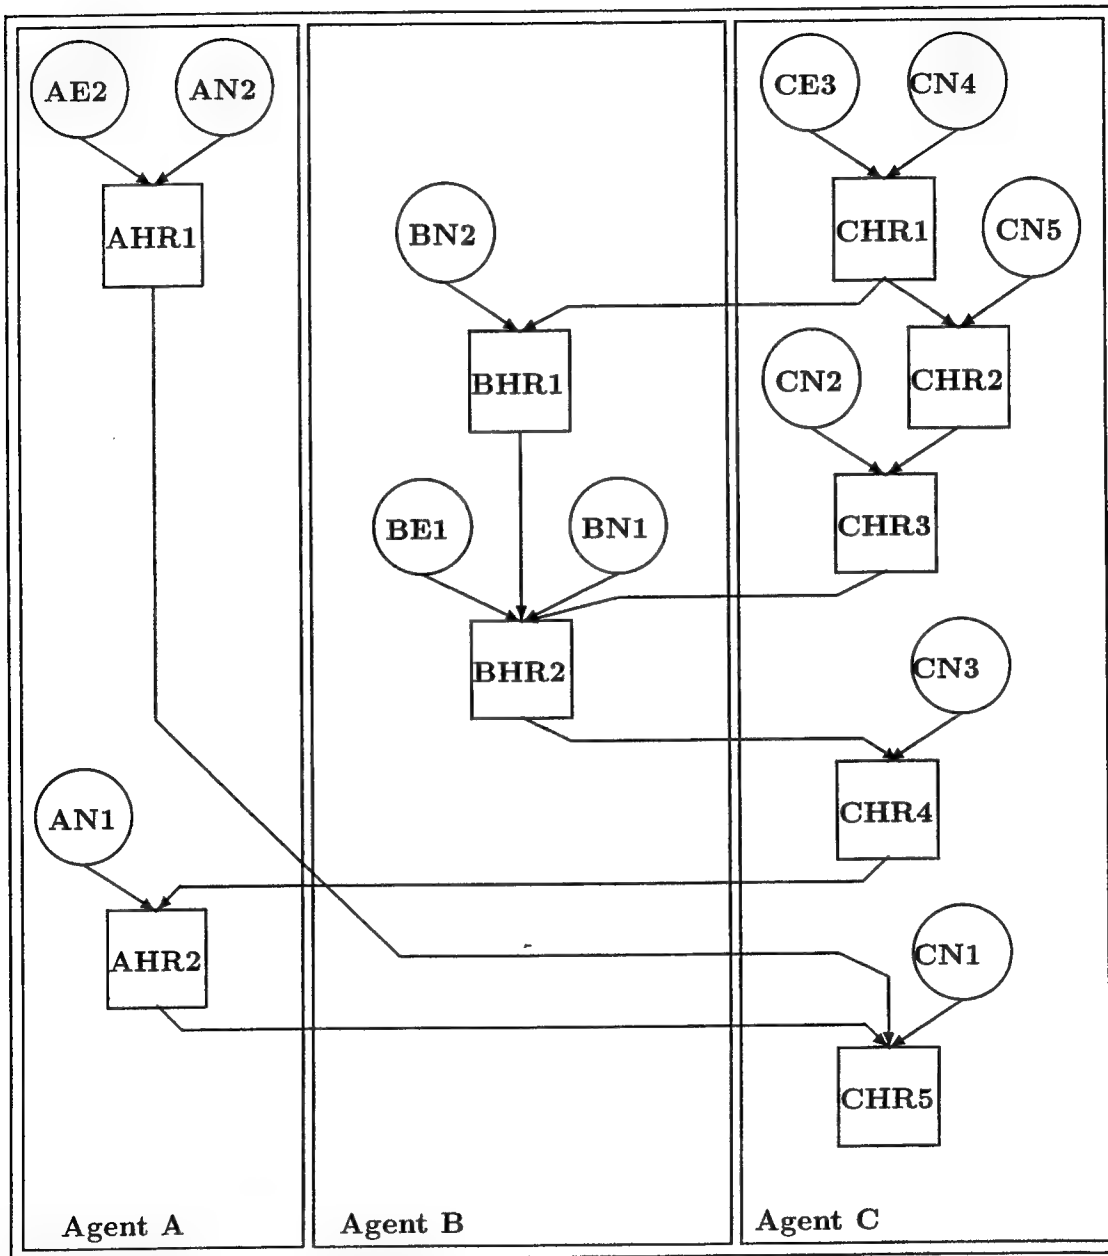 AE2
AN2
AHR1
AN1
AHR2
Agent A
BN2
BHR1
BE1
BN1
BHR2
Agent B
CE3
CN4
CHR1
CN5
CN2
CHR2
CHR3
CN3
CHR4
CN1
CHR5
Agent C